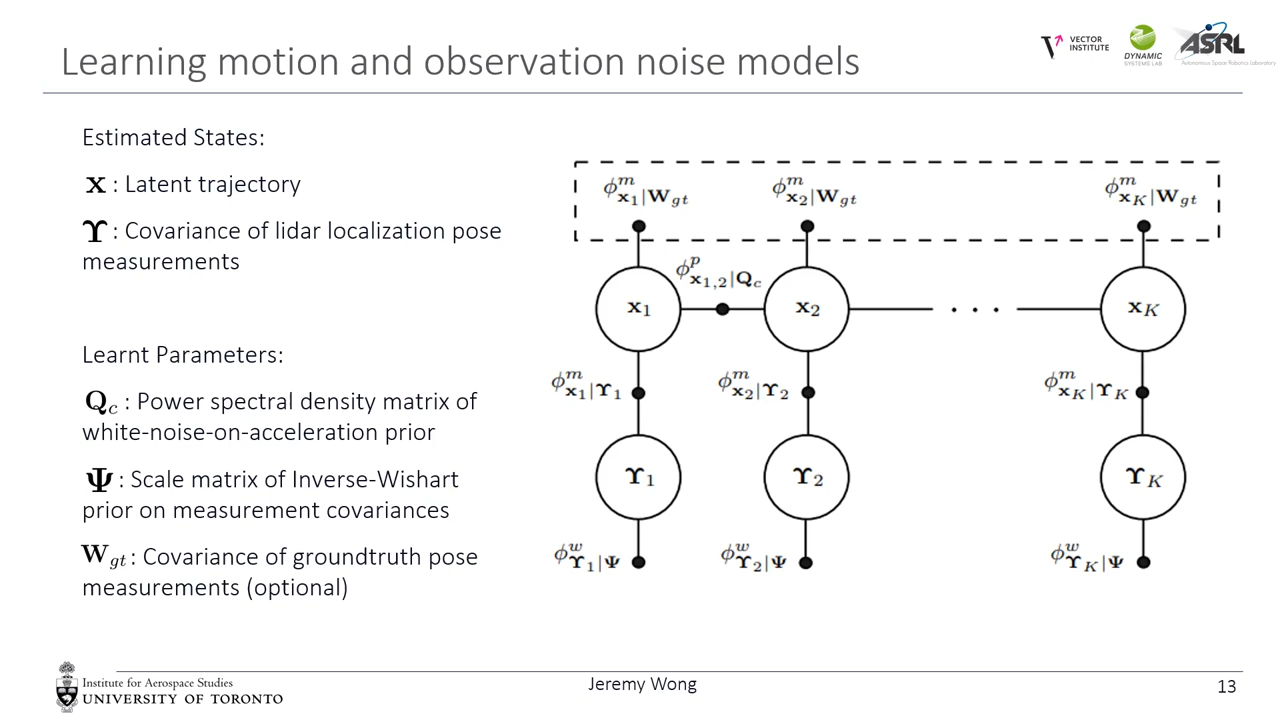 Learning motion and observation noise models
VECTOR
INSTITUTE
DYNAMIC
SYSTEMS LAB
ASRL
Autonomous Space Robotics Laboratory
Estimated States:
𝐱 : Latent trajectory
ϒ : Covariance of lidar localization pose
measurements
Learnt Parameters:
𝐐_c : Power spectral density matrix of
white-noise-on-acceleration prior
𝚿 : Scale matrix of Inverse-Wishart
prior on measurement covariances
𝐖_gt : Covariance of groundtruth pose
measurements (optional)
ϕ^m_{𝐱_1|𝐖_gt} ϕ^m_{𝐱_2|𝐖_gt} ϕ^m_{𝐱_K|𝐖_gt}
ϕ^p_{𝐱_{1,2}|𝐐_c}
𝐱_1 𝐱_2 · · · 𝐱_K
ϕ^m_{𝐱_1|ϒ_1} ϕ^m_{𝐱_2|ϒ_2} ϕ^m_{𝐱_K|ϒ_K}
ϒ_1 ϒ_2 ϒ_K
ϕ^w_{ϒ_1|𝚿} ϕ^w_{ϒ_2|𝚿} ϕ^w_{ϒ_K|𝚿}
Institute for Aerospace Studies
UNIVERSITY OF TORONTO
Jeremy Wong
13